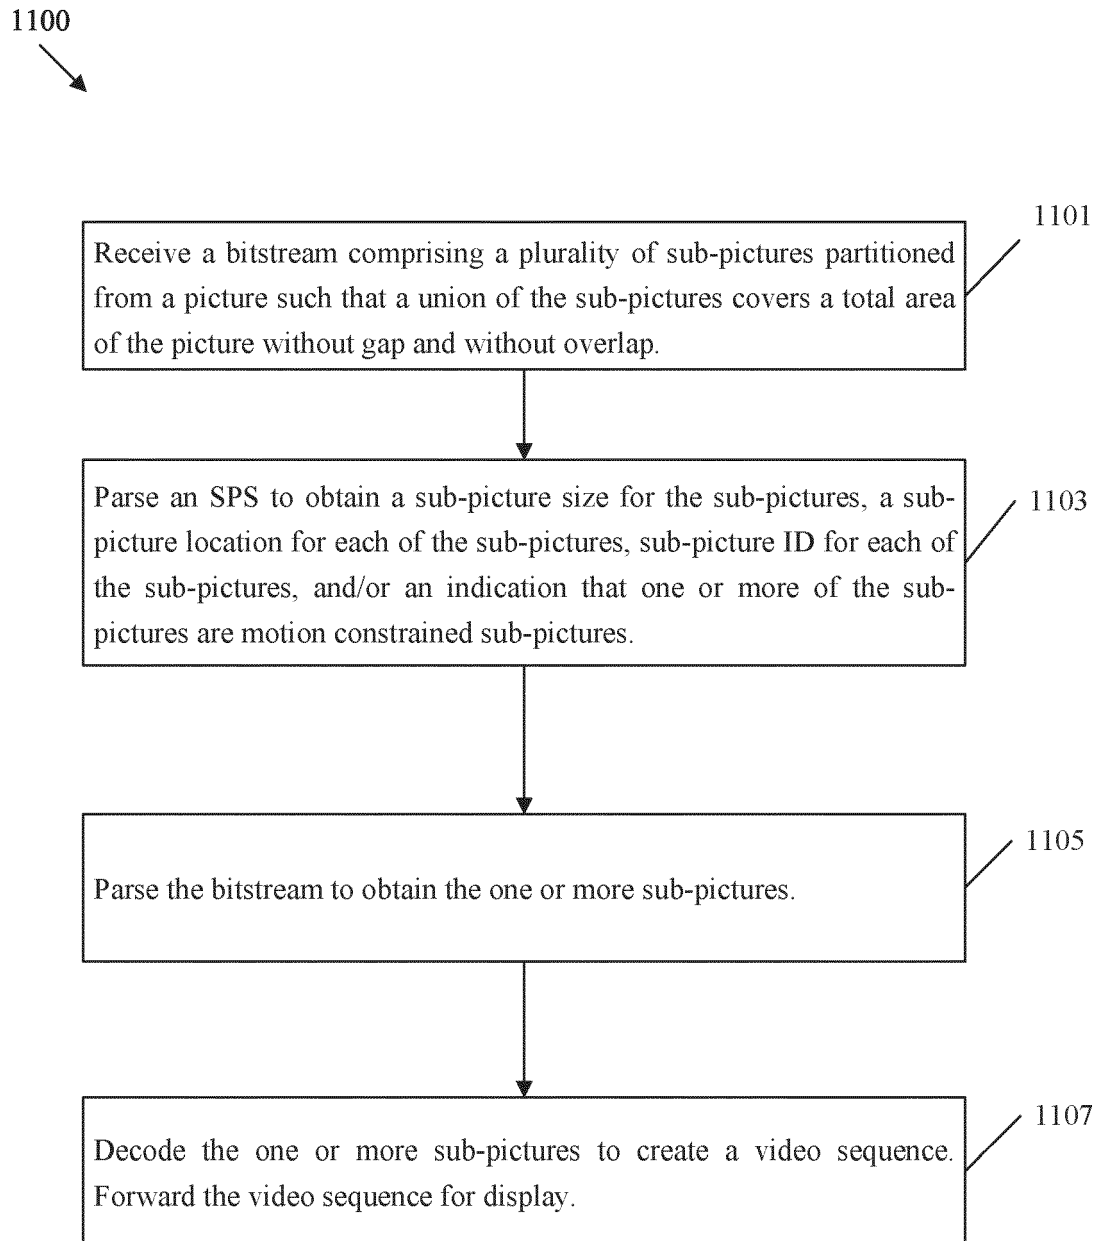 1100
1101
Receive a bitstream comprising a plurality of sub-pictures partitioned
from a picture such that a union of the sub-pictures covers a total area
of the picture without gap and without overlap.
1103
Parse an SPS to obtain a sub-picture size for the sub-pictures, a sub-
picture location for each of the sub-pictures, sub-picture ID for each of
the sub-pictures, and/or an indication that one or more of the sub-
pictures are motion constrained sub-pictures.
1105
Parse the bitstream to obtain the one or more sub-pictures.
1107
Decode the one or more sub-pictures to create a video sequence.
Forward the video sequence for display.